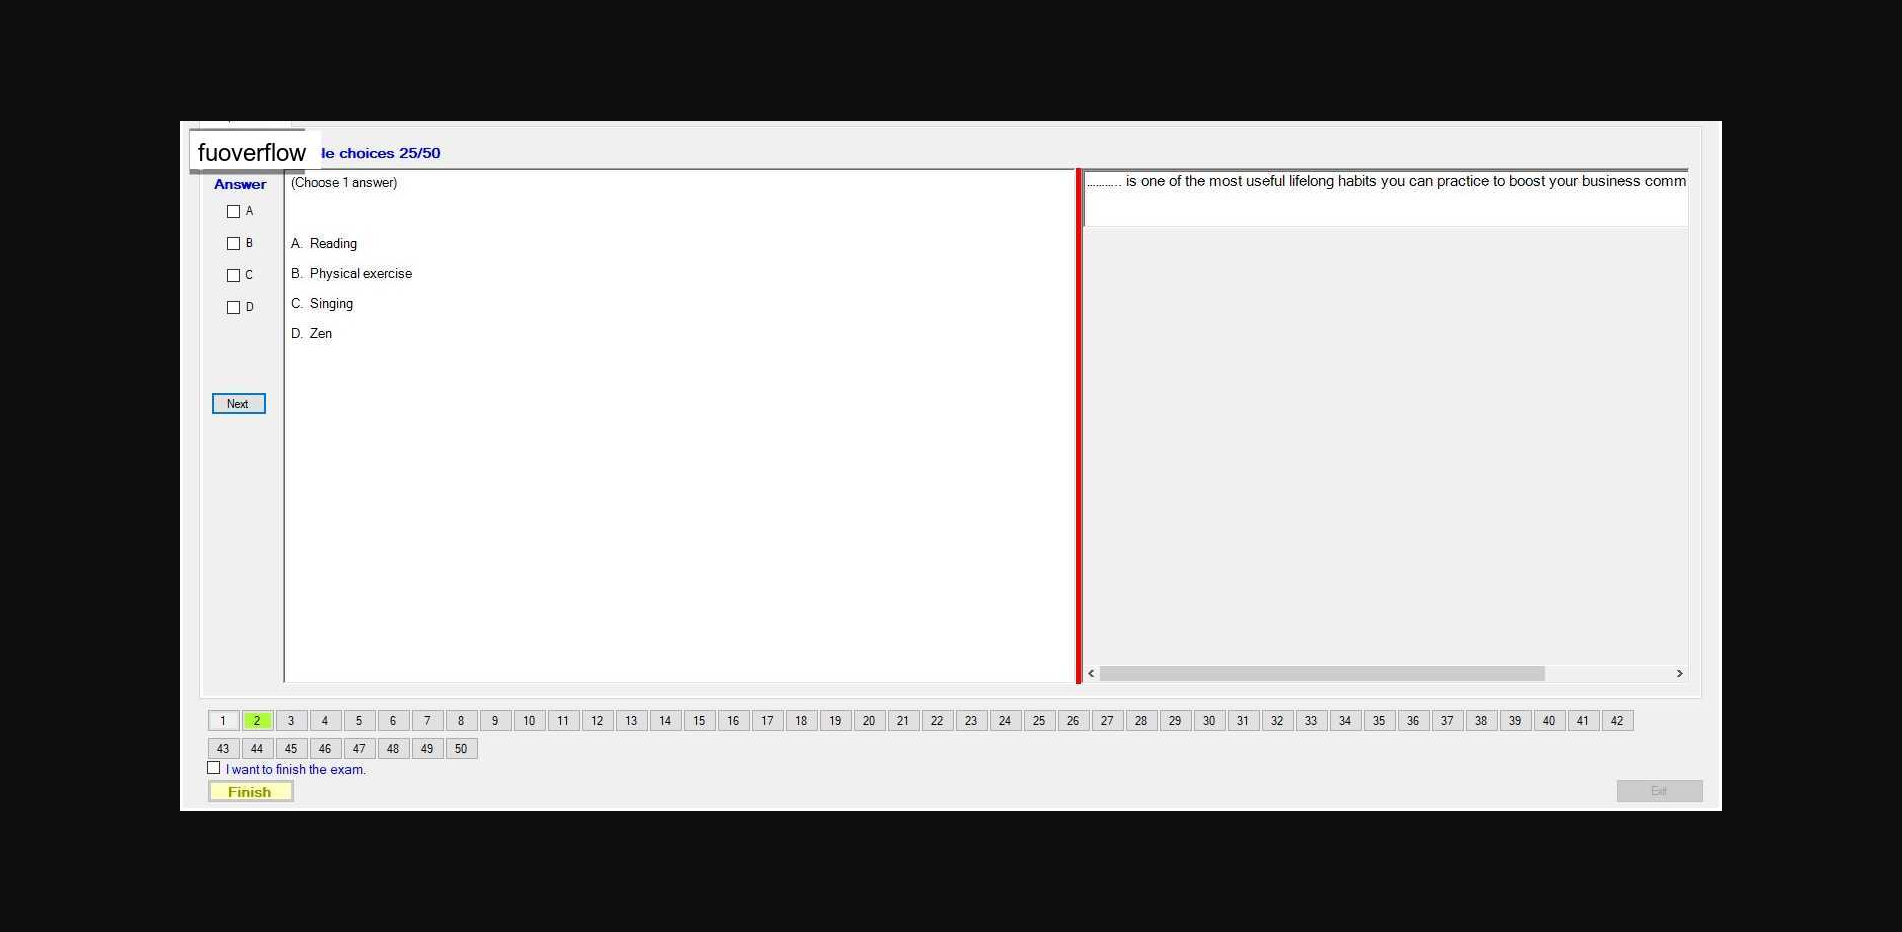 fuoverflow
le choices 25/50
Answer
(Choose 1 answer)
A
B
C
D
A. Reading
B. Physical exercise
C. Singing
D. Zen
Next
........... is one of the most useful lifelong habits you can practice to boost your business comm
1 2 3 4 5 6 7 8 9 10 11 12 13 14 15 16 17 18 19 20 21 22 23 24 25 26 27 28 29 30 31 32 33 34 35 36 37 38 39 40 41 42
43 44 45 46 47 48 49 50
I want to finish the exam.
Finish
Exit